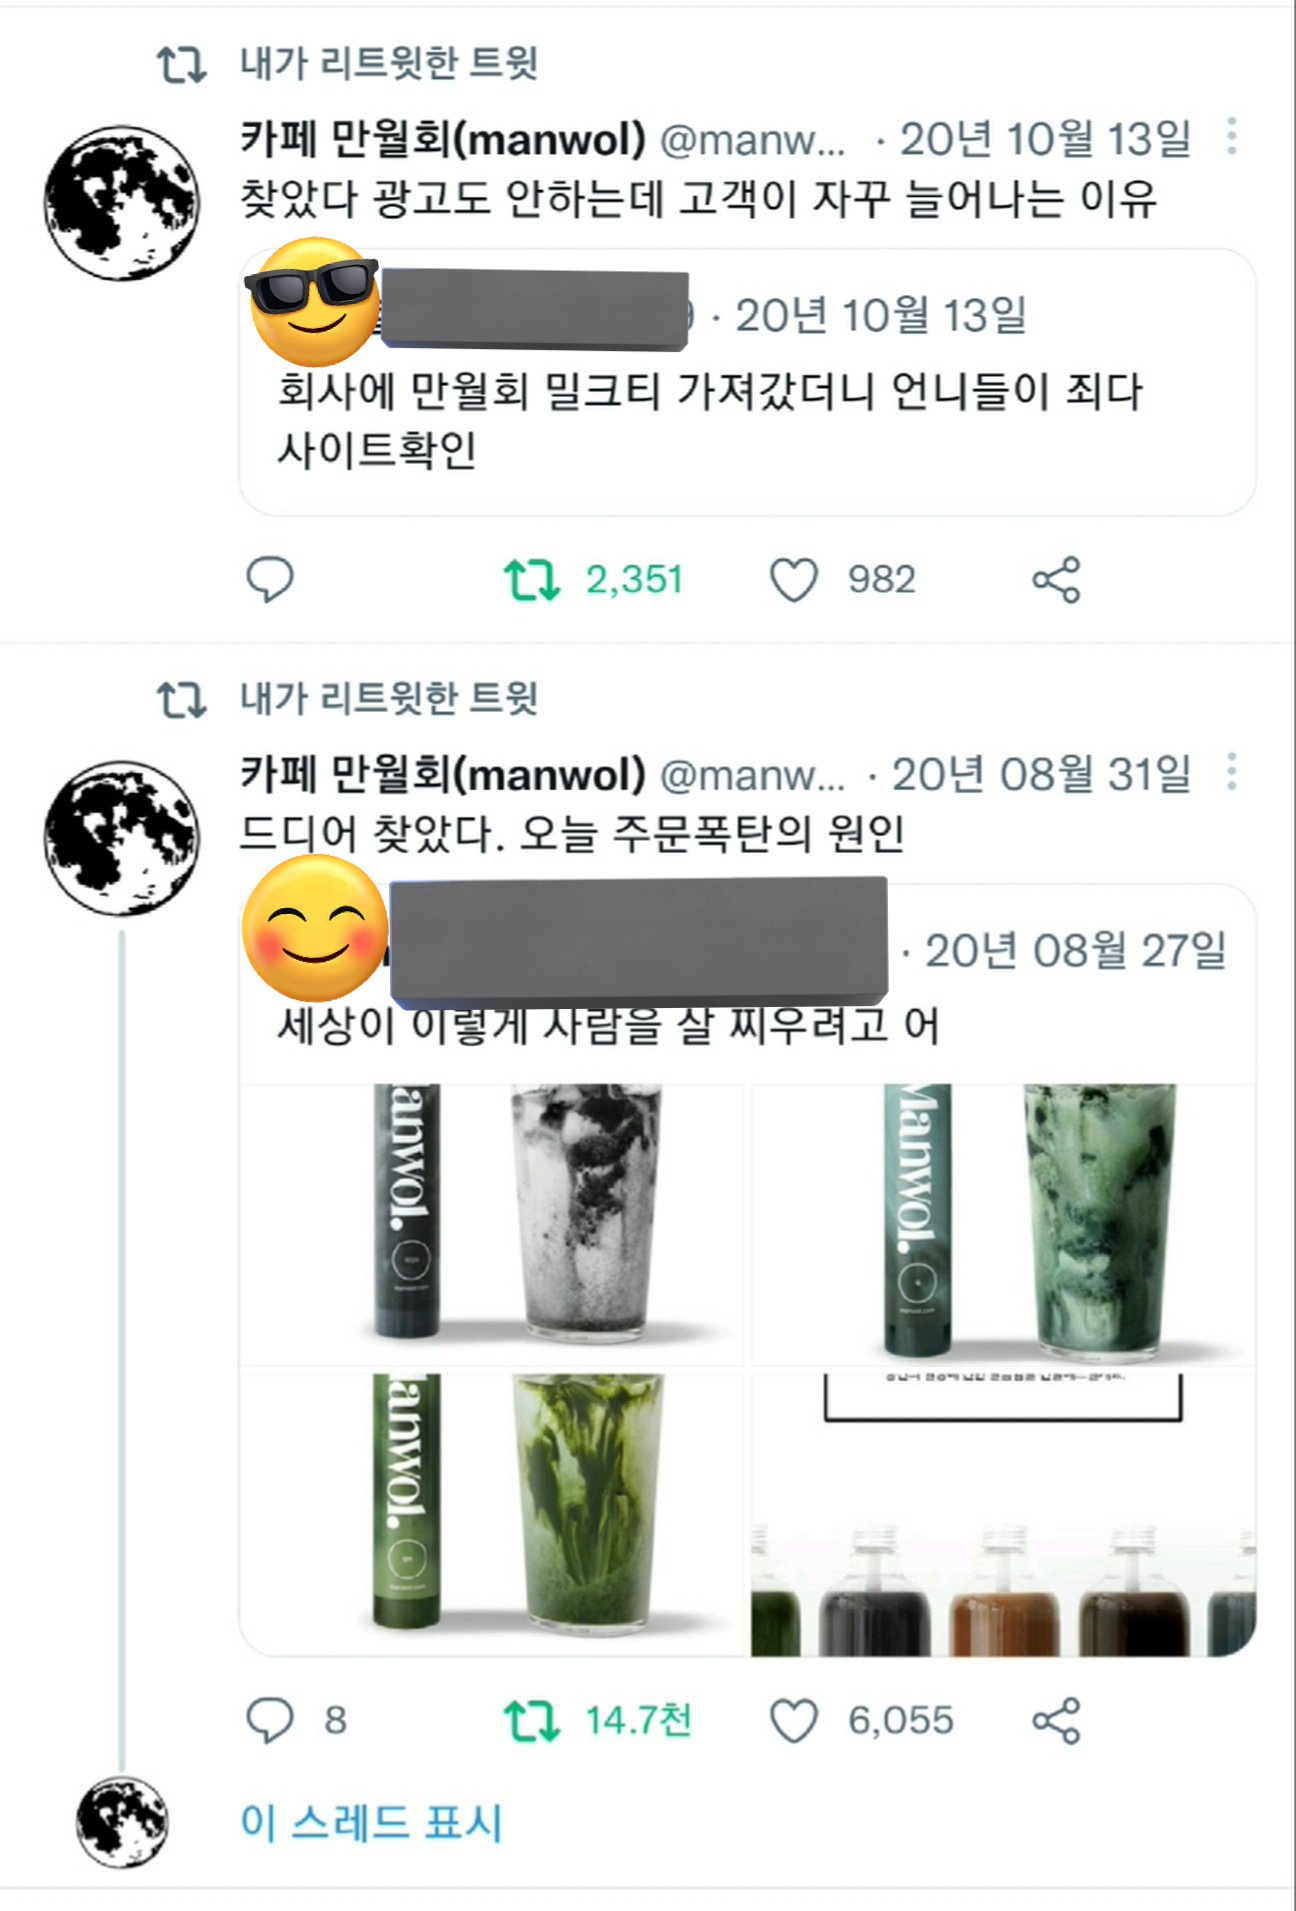 내가 리트윗한 트윗
카페 만월회(manwol) @manw... · 20년 10월 13일
찾았다 광고도 안하는데 고객이 자꾸 늘어나는 이유
· 20년 10월 13일
회사에 만월회 밀크티 가져갔더니 언니들이 죄다
사이트확인
2,351 982
내가 리트윗한 트윗
카페 만월회(manwol) @manw... · 20년 08월 31일
드디어 찾았다. 오늘 주문폭탄의 원인
· 20년 08월 27일
세상이 이렇게 사람을 살 찌우려고 어
anwol.
Manwol.
anwol.
8 14.7천 6,055
이 스레드 표시